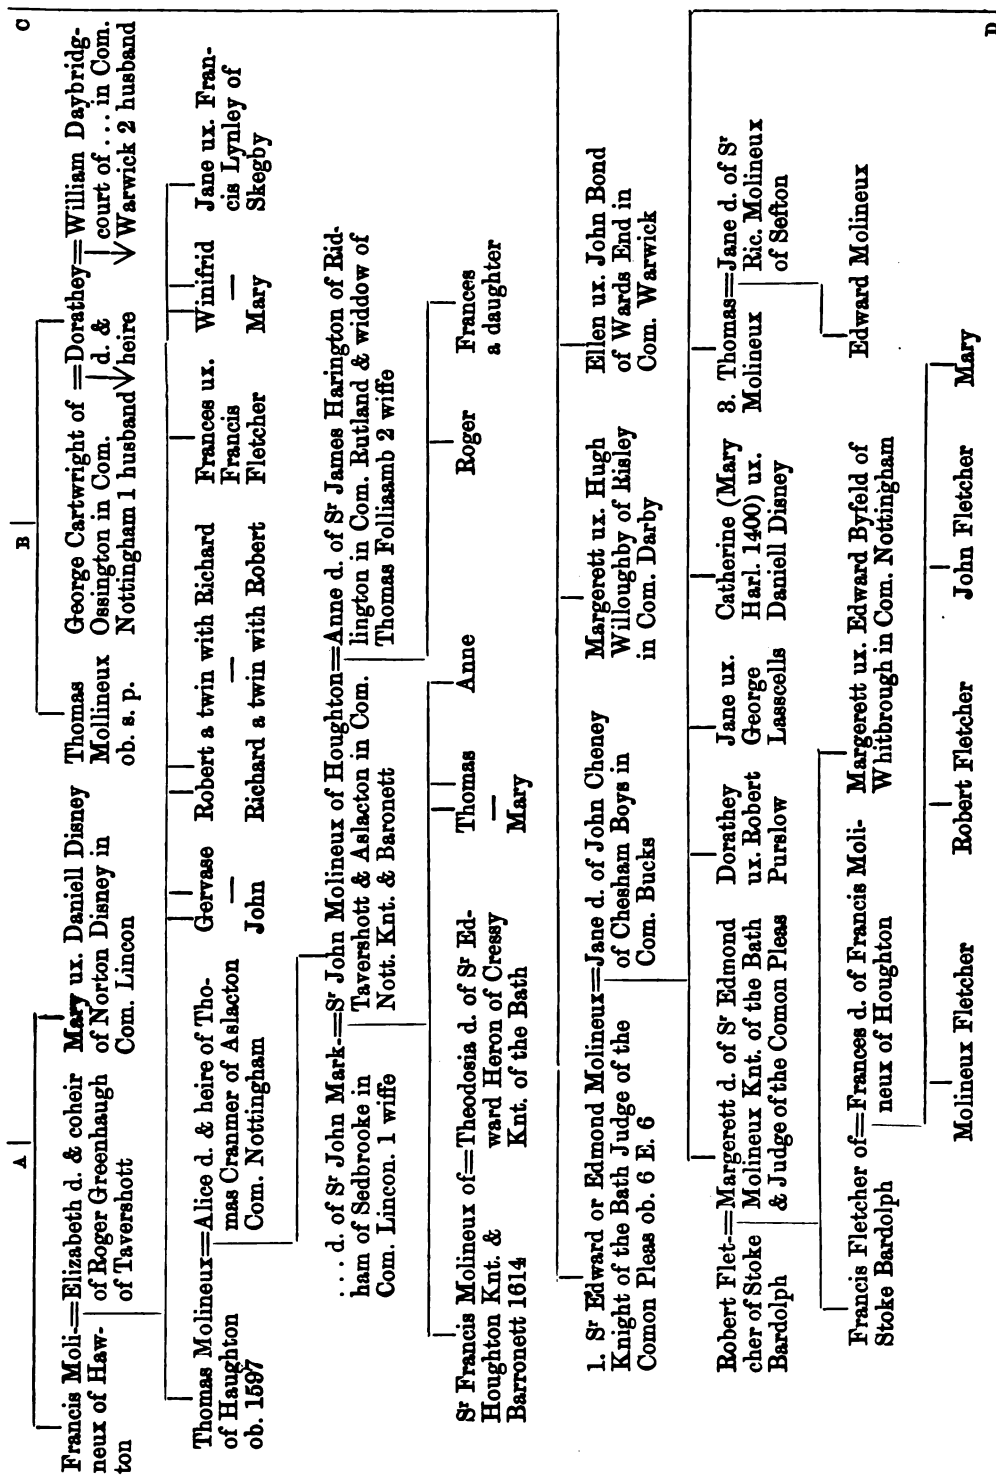 A
B
C
Francis Moli-=Elizabeth d. & coheir
neux of Haw-
ton
of Roger Greenhaugh
of Tavershott
Mary ux. Daniell Disney
of Norton Disney in
Com. Lincon
Thomas
Mollineux
ob. s. p.
George Cartwright of
Ossington in Com.
Nottingham 1 husband
=Dorathey=
d. &
heire
William Daybridg-
court of ... in Com.
Warwick 2 husband
Thomas Molineux=Alice d. & heire of Tho-
of Haughton
ob. 1597
mas Cranmer of Aslacton
Com. Nottingham
Gervase
—
John
Robert a twin with Richard
—
Richard a twin with Robert
Frances ux.
Francis
Fletcher
Winifrid
—
Mary
Jane ux. Fran-
cis Lynley of
Skegby
.... d. of Sr John Mark-=Sr John Molineux of Houghton=Anne d. of Sr James Harington of Rid-
ham of Sedbrooke in
Com. Lincon. 1 wiffe
Tavershott & Aslacton in Com.
Nott. Knt. & Baronett
lington in Com. Rutland & widdow of
Thomas Folliaamb 2 wiffe
Sr Francis Molineux of=Theodosia d. of Sr Ed-
Houghton Knt. &
Barronett 1614
ward Heron of Cressy
Knt. of the Bath
Thomas
—
Mary
Anne
Roger
Frances
a daughter
1. Sr Edward or Edmond Molineux=Jane d. of John Cheney
Knight of the Bath Judge of the
Comon Pleas ob. 6 E. 6
of Chesham Boys in
Com. Bucks
Margerett ux. Hugh
Willoughby of Risley
in Com. Darby
Ellen ux. John Bond
of Wards End in
Com. Warwick
D
Robert Flet-=Margerett d. of Sr Edmond
cher of Stoke
Bardolph
Molineux Knt. of the Bath
& Judge of the Comon Pleas
Dorathey
ux. Robert
Purslow
Jane ux.
George
Lasscells
Catherine (Mary
Harl. 1400) ux.
Daniell Disney
3. Thomas=Jane d. of Sr
Molineux
Ric. Molineux
of Sefton
Edward Molineux
Francis Fletcher of=Frances d. of Francis Moli-
Stoke Bardolph
neux of Houghton
Margerett ux. Edward Byfeld of
Whitbrough in Com. Nottingham
Molineux Fletcher
Robert Fletcher
John Fletcher
Mary